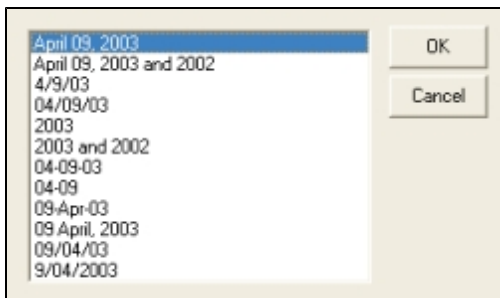 April 09, 2003
April 09, 2003 and 2002
4/9/03
04/09/03
2003
2003 and 2002
04-09-03
04-09
09-Apr-03
09 April, 2003
09/04/03
9/04/2003
OK
Cancel